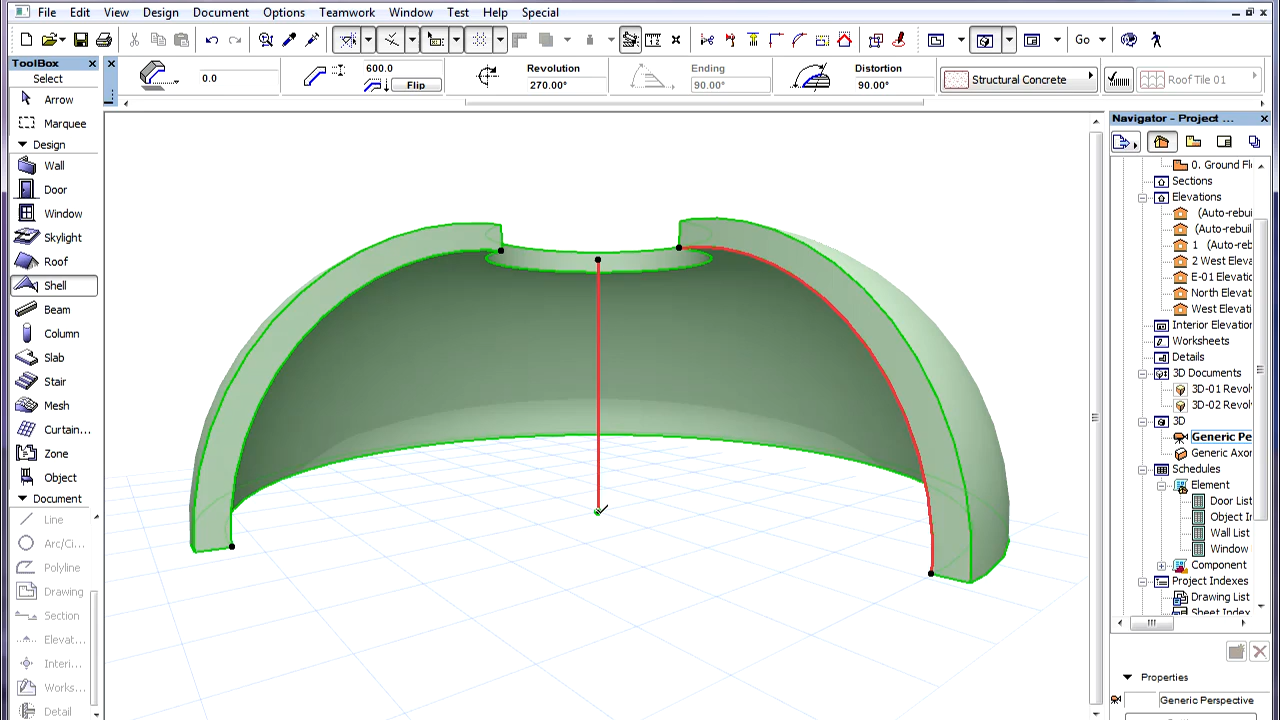 File Edit View Design Document Options Teamwork Window Test Help Special
Go
ToolBox
Select
Arrow
Marquee
Design
Wall
Door
Window
Skylight
Roof
Shell
Beam
Column
Slab
Stair
Mesh
Curtain...
Zone
Object
Document
Line
Arc/Ci...
Polyline
Drawing
Section
Elevat...
Interi...
Works...
Detail
0.0
600.0
Flip
Revolution
270.00°
Ending
90.00°
Distortion
90.00°
Structural Concrete
Roof Tile 01
Navigator - Project ...
0. Ground Fl
Sections
Elevations
(Auto-rebui
(Auto-rebuil
1 (Auto-reb
2 West Elev
E-01 Elevatio
North Elevat
West Elevati
Interior Elevation
Worksheets
Details
3D Documents
3D-01 Revol
3D-02 Revol
3D
Generic Pe
Generic Axor
Schedules
Element
Door List
Object In
Wall List
Window
Component
Project Indexes
Drawing List
Sheet Index
Properties
Generic Perspective